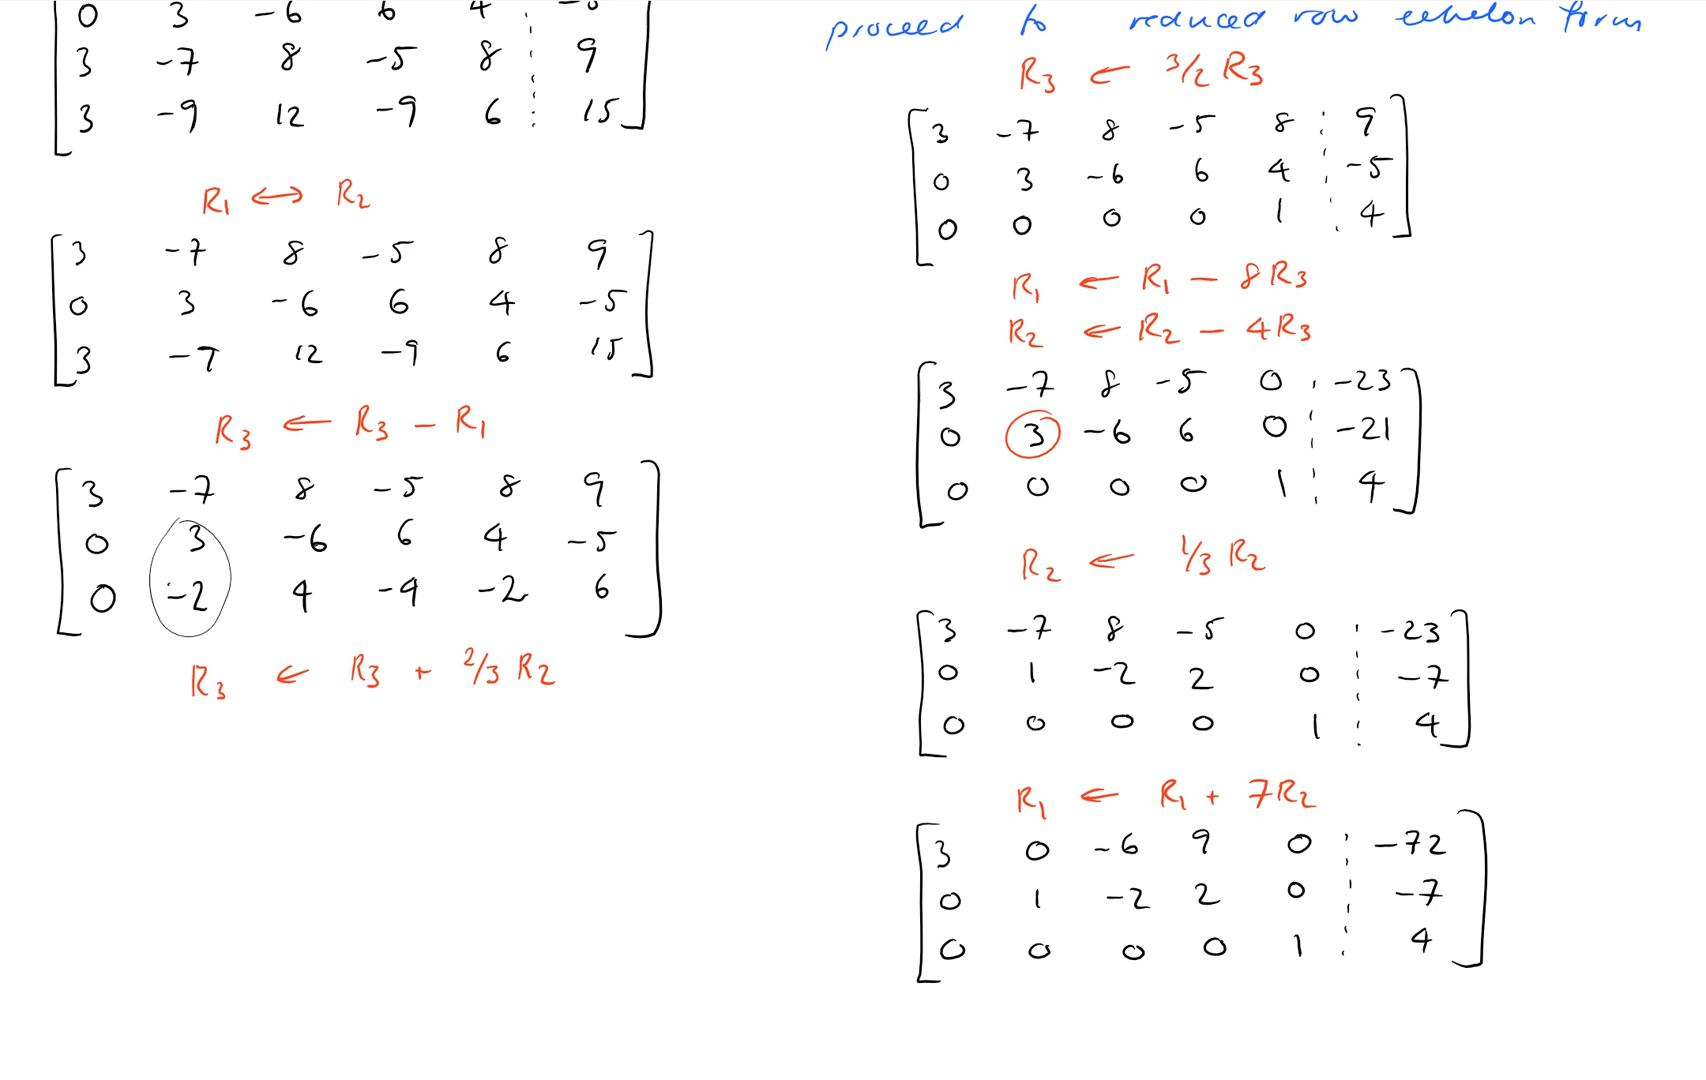 0 3 -6 6 4
3 -7 8 -5 8 9
3 -9 12 -9 6 15
R1 ↔ R2
3 -7 8 -5 8 9
0 3 -6 6 4 -5
3 -7 12 -9 6 15
R3 ← R3 - R1
3 -7 8 -5 8 9
0 3 -6 6 4 -5
0 -2 4 -9 -2 6
R3 ← R3 + 2/3 R2
proceed to reduced row echelon form
R3 ← 3/2 R3
3 -7 8 -5 8 9
0 3 -6 6 4 -5
0 0 0 0 1 4
R1 ← R1 - 8R3
R2 ← R2 - 4R3
3 -7 8 -5 0 -23
0 3 -6 6 0 -21
0 0 0 0 1 4
R2 ← 1/3 R2
3 -7 8 -5 0 -23
0 1 -2 2 0 -7
0 0 0 0 1 4
R1 ← R1 + 7R2
3 0 -6 9 0 -72
0 1 -2 2 0 -7
0 0 0 0 1 4